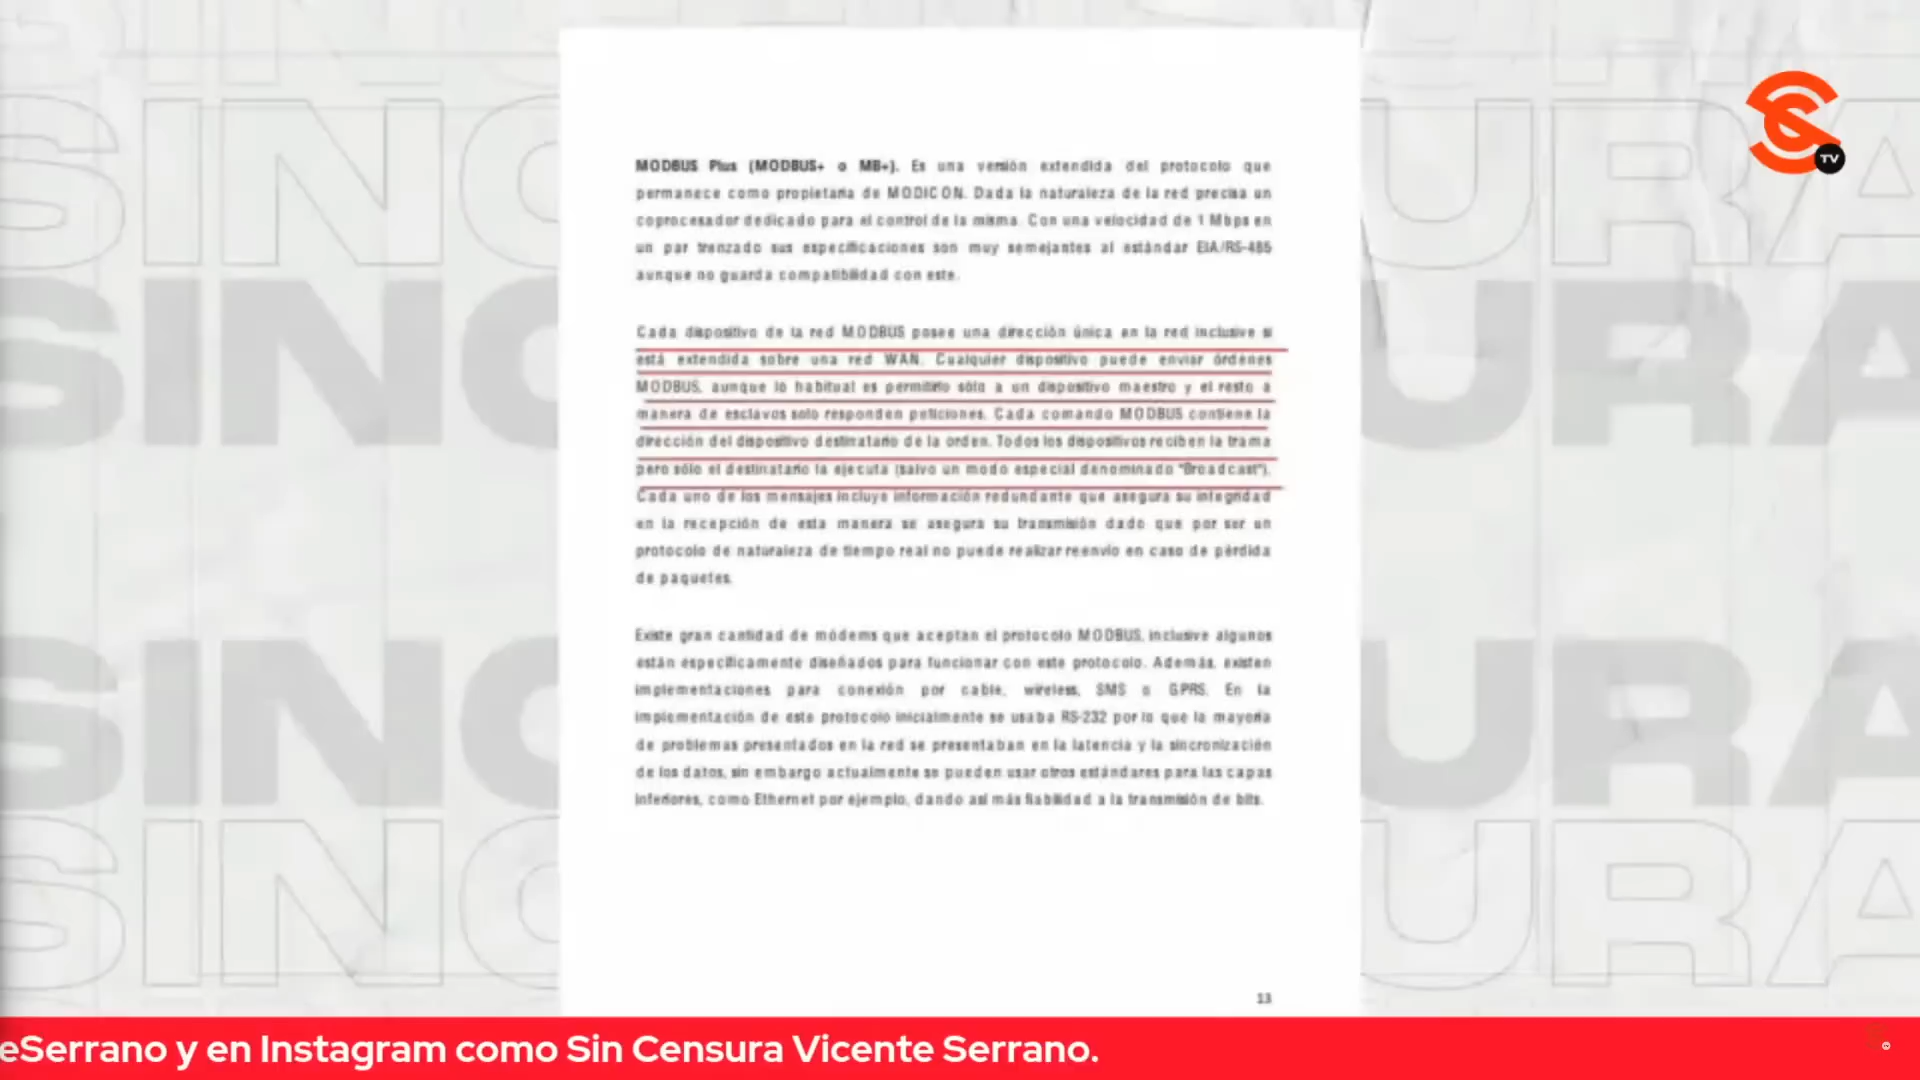 MODBUS Plus (MODBUS+ o MB+). Es una versión extendida del protocolo que
permanece como propietaria de MODICON. Dada la naturaleza de la red precisa un
coprocesador dedicado para el control de la misma. Con una velocidad de 1 Mbps en
un par trenzado sus especificaciones son muy semejantes al estándar EIA/RS-485
aunque no guarda compatibilidad con este.
Cada dispositivo de la red MODBUS posee una dirección única en la red inclusive si
está extendida sobre una red WAN. Cualquier dispositivo puede enviar órdenes
MODBUS, aunque lo habitual es permitirlo sólo a un dispositivo maestro y el resto a
manera de esclavos solo responden peticiones. Cada comando MODBUS contiene la
dirección del dispositivo destinatario de la orden. Todos los dispositivos reciben la trama
pero sólo el destinatario la ejecuta (salvo un modo especial denominado "Broadcast").
Cada uno de los mensajes incluye información redundante que asegura su integridad
en la recepción de esta manera se asegura su transmisión dado que por ser un
protocolo de naturaleza de tiempo real no puede realizar reenvío en caso de pérdida
de paquetes.
Existe gran cantidad de módems que aceptan el protocolo MODBUS, inclusive algunos
están específicamente diseñados para funcionar con este protocolo. Además, existen
implementaciones para conexión por cable, wireless, SMS o GPRS. En la
implementación de este protocolo inicialmente se usaba RS-232 por lo que la mayoría
de problemas presentados en la red se presentaban en la latencia y la sincronización
de los datos, sin embargo actualmente se pueden usar otros estándares para las capas
inferiores, como Ethernet por ejemplo, dando así más fiabilidad a la transmisión de bits.
13
SINC
URA
SINC
URA
SINC
URA
SINC
URA
TV
eSerrano y en Instagram como Sin Censura Vicente Serrano.